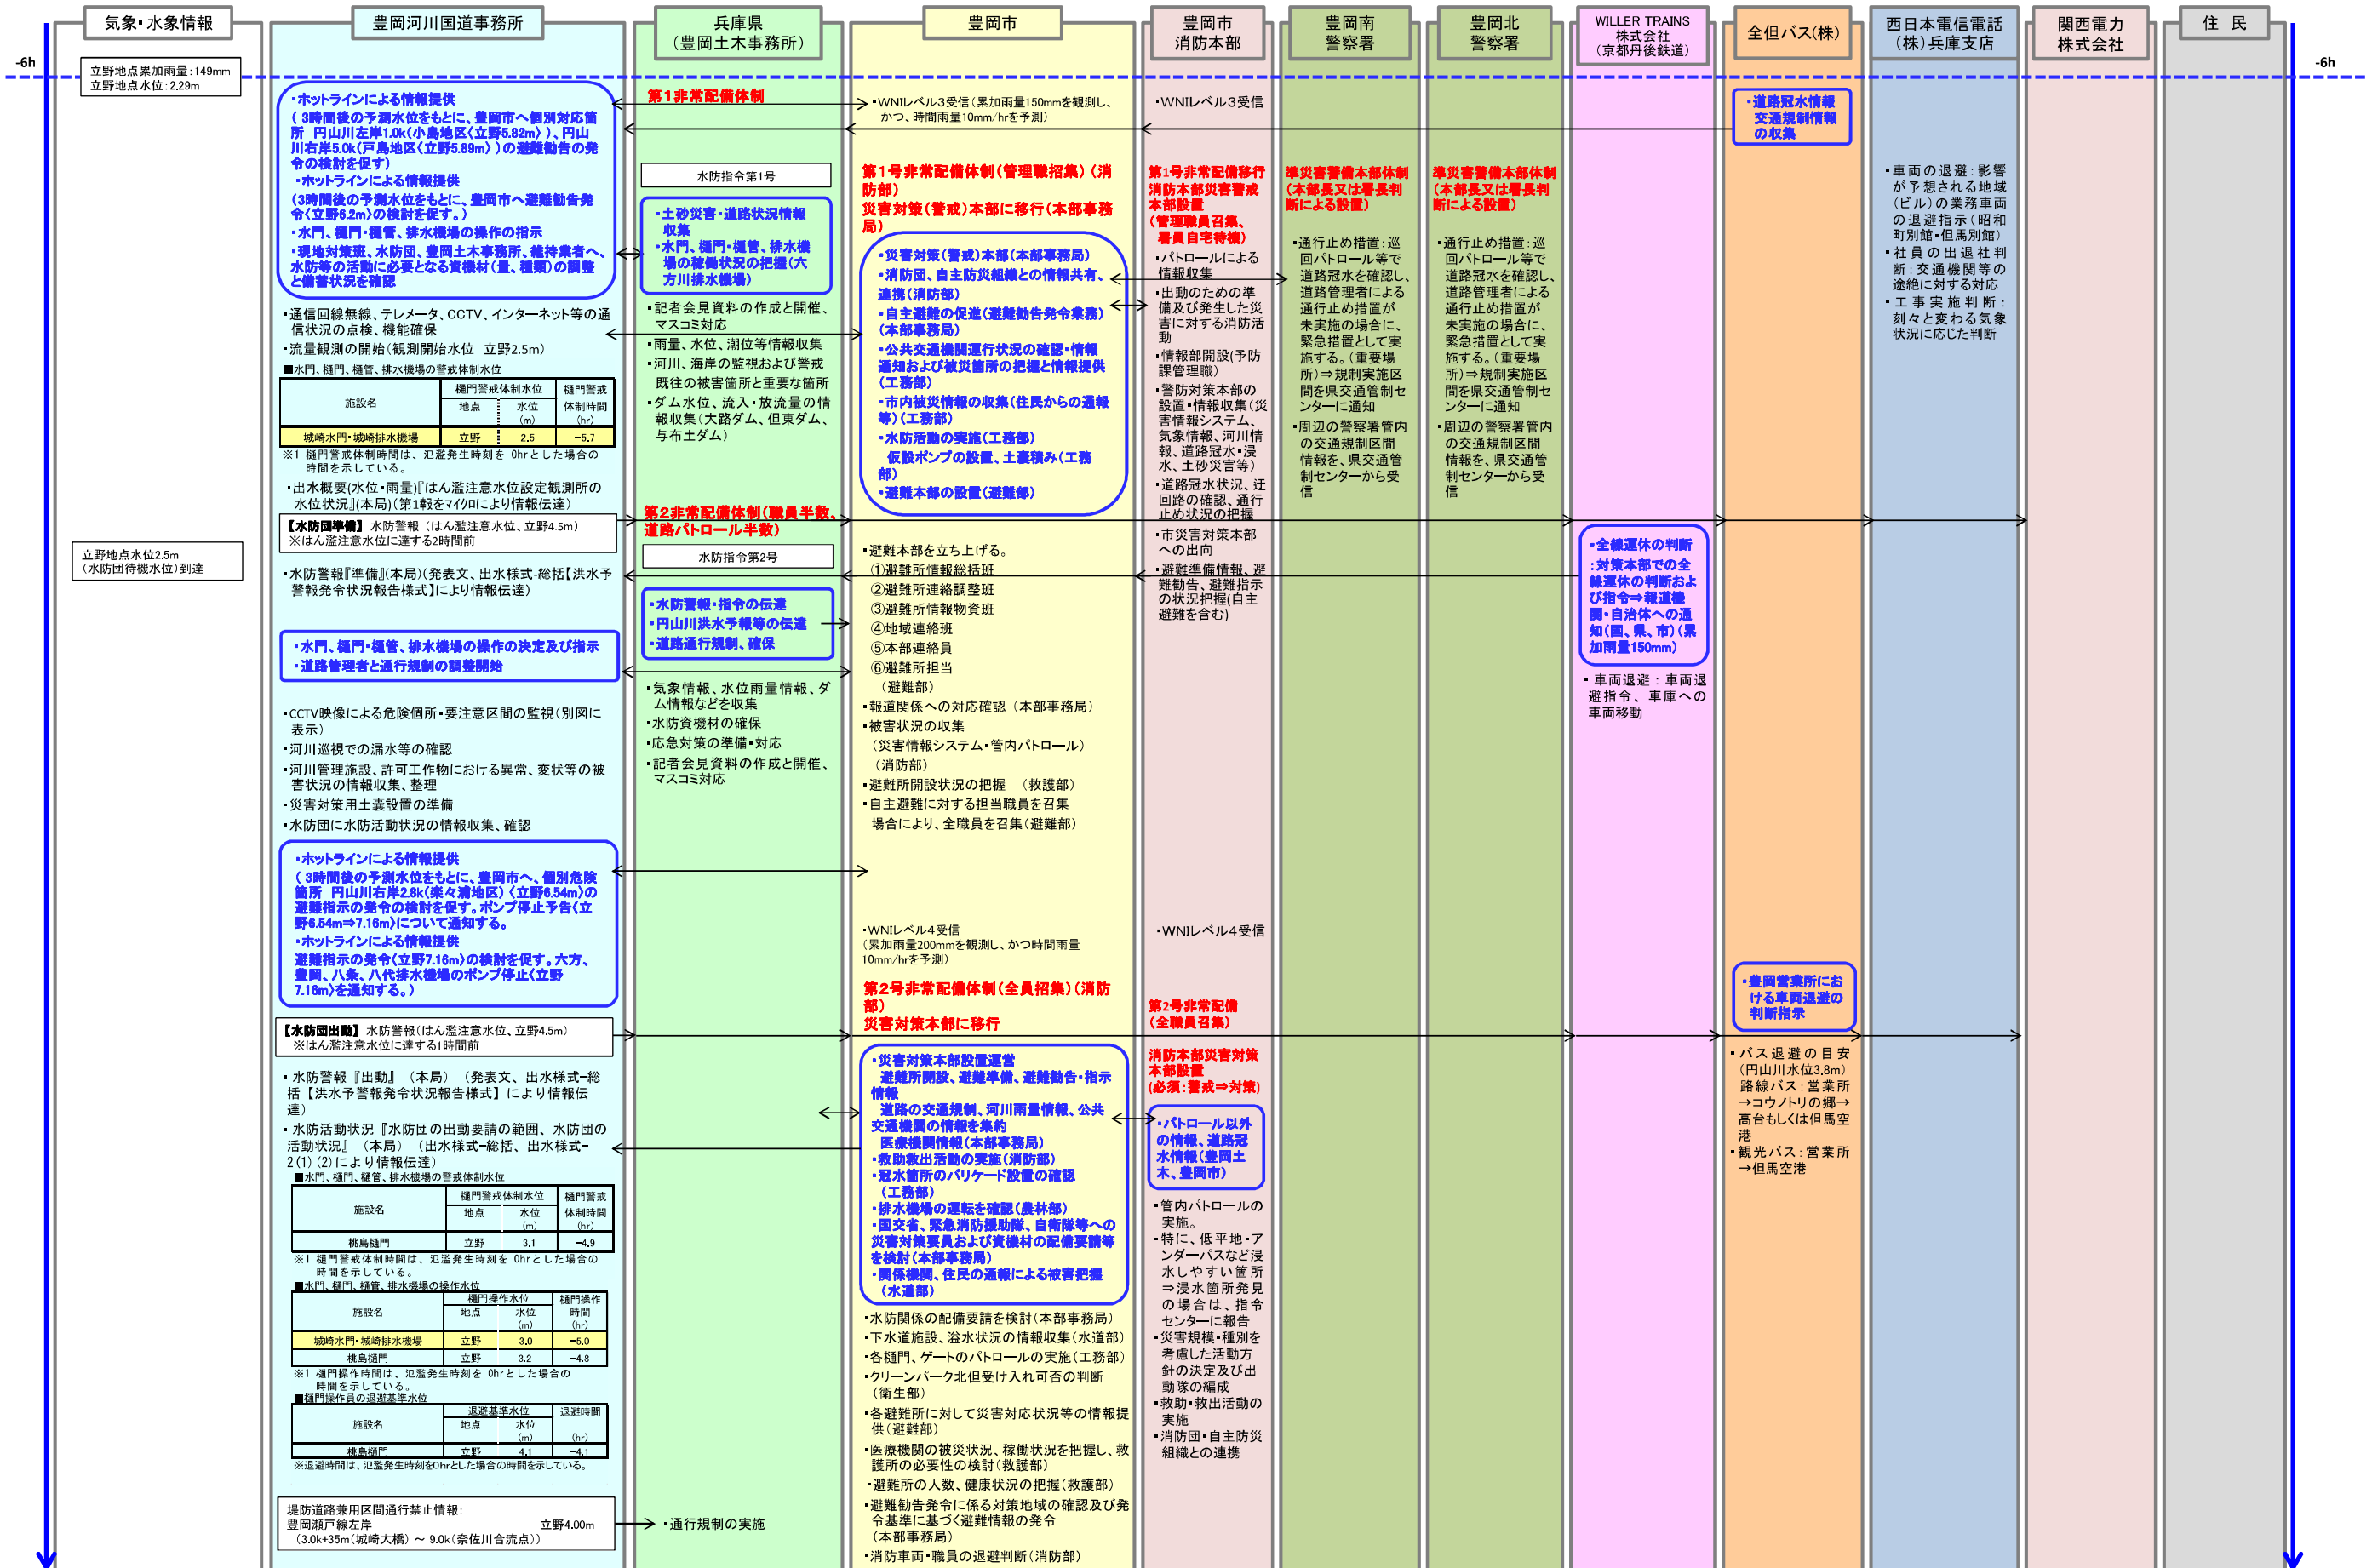 気象・水象情報
豊岡河川国道事務所
兵庫県
(豊岡土木事務所)
豊岡市
豊岡市
消防本部
豊岡南
警察署
豊岡北
警察署
WILLER TRAINS
株式会社
(京都丹後鉄道)
全但バス(株)
西日本電信電話
(株)兵庫支店
関西電力
株式会社
住 民
-6h
-6h
立野地点累加雨量:149mm
立野地点水位:2.29m
立野地点水位2.5m
(水防団待機水位)到達
・ホットラインによる情報提供
( 3時間後の予測水位をもとに、豊岡市へ個別対応箇
所 円山川左岸1.0k(小島地区〈立野5.82m〉)、円山
川右岸5.0k(戸島地区〈立野5.89m〉)の避難勧告の発
令の検討を促す)
・ホットラインによる情報提供
(3時間後の予測水位をもとに、豊岡市へ避難勧告発
令〈立野6.2m〉の検討を促す。)
・水門、樋門・樋管、排水機場の操作の指示
・現地対策班、水防団、豊岡土木事務所、維持業者へ、
水防等の活動に必要となる資機材(量、種類)の調整
と備蓄状況を確認
・通信回線無線、テレメータ、CCTV、インターネット等の通
信状況の点検、機能確保
・流量観測の開始(観測開始水位 立野2.5m)
■水門、樋門、樋管、排水機場の警戒体制水位
施設名
樋門警戒体制水位
樋門警戒
地点
水位
体制時間
(m)
(hr)
城崎水門・城崎排水機場
立野
2.5
-5.7
※1 樋門警戒体制時間は、氾濫発生時刻を 0hrとした場合の
時間を示している。
・出水概要(水位・雨量)『はん濫注意水位設定観測所の
水位状況』(本局)(第1報をマイクロにより情報伝達)
【水防団準備】 水防警報 (はん濫注意水位、立野4.5m)
※はん濫注意水位に達する2時間前
・水防警報『準備』(本局)(発表文、出水様式-総括【洪水予
警報発令状況報告様式】により情報伝達)
・水門、樋門・樋管、排水機場の操作の決定及び指示
・道路管理者と通行規制の調整開始
・CCTV映像による危険個所・要注意区間の監視(別図に
表示)
・河川巡視での漏水等の確認
・河川管理施設、許可工作物における異常、変状等の被
害状況の情報収集、整理
・災害対策用土嚢設置の準備
・水防団に水防活動状況の情報収集、確認
・ホットラインによる情報提供
( 3時間後の予測水位をもとに、豊岡市へ、個別危険
箇所 円山川右岸2.8k(楽々浦地区)〈立野6.54m〉の
避難指示の発令の検討を促す。ポンプ停止予告〈立
野6.54m⇒7.16m〉について通知する。
・ホットラインによる情報提供
避難指示の発令〈立野7.16m〉の検討を促す。六方、
豊岡、八条、八代排水機場のポンプ停止〈立野
7.16m〉を通知する。)
【水防団出動】 水防警報(はん濫注意水位、立野4.5m)
※はん濫注意水位に達する1時間前
・ 水防警報『出動』(本局)(発表文、出水様式-総
括【洪水予警報発令状況報告様式】により情報伝
達)
・ 水防活動状況『水防団の出動要請の範囲、水防団の
活動状況』(本局)(出水様式-総括、出水様式-
2(1)(2)により情報伝達)
■水門、樋門、樋管、排水機場の警戒体制水位
施設名
樋門警戒体制水位
樋門警戒
地点
水位
体制時間
(m)
(hr)
桃島樋門
立野
3.1
-4.9
※1 樋門警戒体制時間は、氾濫発生時刻を 0hrとした場合の
時間を示している。
■水門、樋門、樋管、排水機場の操作水位
施設名
樋門操作水位
樋門操作
地点
水位
時間
(m)
(hr)
城崎水門・城崎排水機場
立野
3.0
-5.0
桃島樋門
立野
3.2
-4.8
※1 樋門操作時間は、氾濫発生時刻を 0hrとした場合の
時間を示している。
■樋門操作員の退避基準水位
施設名
退避基準水位
退避時間
地点
水位
(m)
(hr)
桃島樋門
立野
4.1
-4.1
※退避時間は、氾濫発生時刻を0hrとした場合の時間を示している。
堤防道路兼用区間通行禁止情報:
豊岡瀬戸線左岸 立野4.00m
(3.0k+35m(城崎大橋) ～ 9.0k(奈佐川合流点))
第1非常配備体制
水防指令第1号
・土砂災害・道路状況情報
収集
・水門、樋門・樋管、排水機
場の稼働状況の把握(六
方川排水機場)
・記者会見資料の作成と開催、
マスコミ対応
・雨量、水位、潮位等情報収集
・河川、海岸の監視および警戒
既往の被害箇所と重要な箇所
・ダム水位、流入・放流量の情
報収集(大路ダム、但東ダム、
与布土ダム)
第2非常配備体制(職員半数、
道路パトロール半数)
水防指令第2号
・水防警報・指令の伝達
・円山川洪水予報等の伝達
・道路通行規制、確保
・気象情報、水位雨量情報、ダ
ム情報などを収集
・水防資機材の確保
・応急対策の準備・対応
・記者会見資料の作成と開催、
マスコミ対応
・通行規制の実施
・WNIレベル3受信(累加雨量150mmを観測し、
かつ、時間雨量10mm/hrを予測)
第1号非常配備体制(管理職招集)(消
防部)
災害対策(警戒)本部に移行(本部事務
局)
・災害対策(警戒)本部(本部事務局)
・消防団、自主防災組織との情報共有、
連携(消防部)
・自主避難の促進(避難勧告発令業務)
(本部事務局)
・公共交通機関運行状況の確認・情報
通知および被災箇所の把握と情報提供
(工務部)
・市内被災情報の収集(住民からの通報
等)(工務部)
・水防活動の実施(工務部)
仮設ポンプの設置、土嚢積み(工務
部)
・避難本部の設置(避難部)
・避難本部を立ち上げる。
①避難所情報総括班
②避難所連絡調整班
③避難所情報物資班
④地域連絡班
⑤本部連絡員
⑥避難所担当
(避難部)
・報道関係への対応確認(本部事務局)
・被害状況の収集
(災害情報システム・管内パトロール)
(消防部)
・避難所開設状況の把握 (救護部)
・自主避難に対する担当職員を召集
場合により、全職員を召集(避難部)
・WNIレベル4受信
(累加雨量200mmを観測し、かつ時間雨量
10mm/hrを予測)
第2号非常配備体制(全員招集)(消防
部)
災害対策本部に移行
・災害対策本部設置運営
避難所開設、避難準備、避難勧告・指示
情報
道路の交通規制、河川雨量情報、公共
交通機関の情報を集約
医療機関情報(本部事務局)
・救助救出活動の実施(消防部)
・冠水箇所のバリケード設置の確認
(工務部)
・排水機場の運転を確認(農林部)
・国交省、緊急消防援助隊、自衛隊等への
災害対策要員および資機材の配備要請等
を検討(本部事務局)
・関係機関、住民の通報による被害把握
(水道部)
・水防関係の配備要請を検討(本部事務局)
・下水道施設、溢水状況の情報収集(水道部)
・各樋門、ゲートのパトロールの実施(工務部)
・クリーンパーク北但受け入れ可否の判断
(衛生部)
・各避難所に対して災害対応状況等の情報提
供(避難部)
・医療機関の被災状況、稼働状況を把握し、救
護所の必要性の検討(救護部)
・避難所の人数、健康状況の把握(救護部)
・避難勧告発令に係る対策地域の確認及び発
令基準に基づく避難情報の発令
(本部事務局)
・消防車両・職員の退避判断(消防部)
・WNIレベル3受信
第1号非常配備移行
消防本部災害警戒
本部設置
(管理職員召集、
署員自宅待機)
・パトロールによる
情報収集
・出動のための準
備及び発生した災
害に対する消防活
動
・情報部開設(予防
課管理職)
・警防対策本部の
設置・情報収集(災
害情報システム、
気象情報、河川情
報、道路冠水・浸
水、土砂災害等)
・道路冠水状況、迂
回路の確認、通行
止め状況の把握
・市災害対策本部
への出向
・避難準備情報、避
難勧告、避難指示
の状況把握(自主
避難を含む)
・WNIレベル4受信
第2号非常配備
(全職員召集)
消防本部災害対策
本部設置
(必須:警戒⇒対策)
・パトロール以外
の情報、道路冠
水情報(豊岡土
木、豊岡市)
・管内パトロールの
実施。
・特に、低平地・ア
ンダーパスなど浸
水しやすい箇所
⇒浸水箇所発見
の場合は、指令
センターに報告
・災害規模・種別を
考慮した活動方
針の決定及び出
動隊の編成
・救助・救出活動の
実施
・消防団・自主防災
組織との連携
準災害警備本部体制
(本部長又は署長判
断による設置)
・通行止め措置:巡
回パトロール等で
道路冠水を確認し、
道路管理者による
通行止め措置が
未実施の場合に、
緊急措置として実
施する。(重要場
所)⇒規制実施区
間を県交通管制セ
ンターに通知
・周辺の警察署管内
の交通規制区間
情報を、県交通管
制センターから受
信
準災害警備本部体制
(本部長又は署長判
断による設置)
・通行止め措置:巡
回パトロール等で
道路冠水を確認し、
道路管理者による
通行止め措置が
未実施の場合に、
緊急措置として実
施する。(重要場
所)⇒規制実施区
間を県交通管制セ
ンターに通知
・周辺の警察署管内
の交通規制区間
情報を、県交通管
制センターから受
信
・全線運休の判断
:対策本部での全
線運休の判断およ
び指令⇒報道機
関・自治体への通
知(国、県、市)(累
加雨量150mm)
・ 車両退避:車両退
避指令、車庫への
車両移動
・道路冠水情報
交通規制情報
の収集
・豊岡営業所にお
ける車両退避の
判断指示
・バス退避の目安
(円山川水位3.8m)
路線バス:営業所
→コウノトリの郷→
高台もしくは但馬空
港
・観光バス:営業所
→但馬空港
・車両の退避:影響
が予想される地域
(ビル)の業務車両
の退避指示(昭和
町別館・但馬別館)
・社員の出退社判
断:交通機関等の
途絶に対する対応
・工事実施判断:
刻々と変わる気象
状況に応じた判断